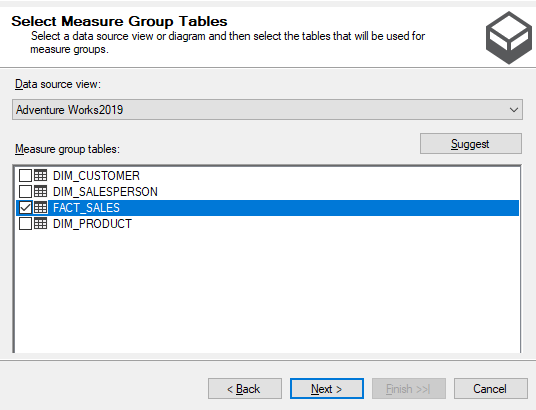 Select Measure Group Tables
Select a data source view or diagram and then select the tables that will be used for
measure groups.
Data source view:
Adventure Works2019
Measure group tables:
Suggest
DIM_CUSTOMER
DIM_SALESPERSON
FACT_SALES
DIM_PRODUCT
< Back
Next >
Finish >>|
Cancel